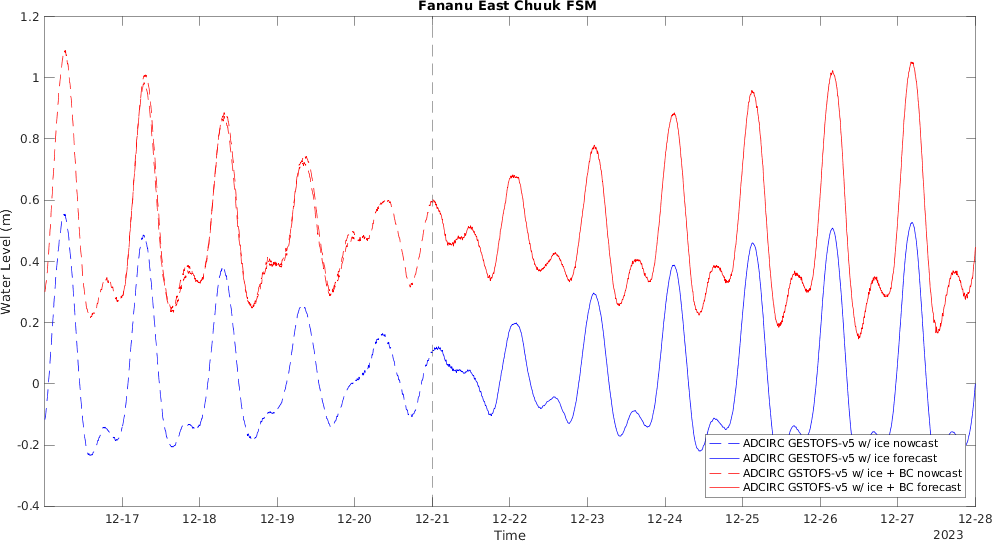 Fananu East Chuuk FSM
Water Level (m)
1.2
1
0.8
0.6
0.4
0.2
0
-0.2
-0.4
ADCIRC GESTOFS-v5 w/ ice nowcast
ADCIRC GESTOFS-v5 w/ ice forecast
ADCIRC GSTOFS-v5 w/ ice + BC nowcast
ADCIRC GSTOFS-v5 w/ ice + BC forecast
12-17 12-18 12-19 12-20 12-21 12-22 12-23 12-24 12-25 12-26 12-27 12-28
Time
2023